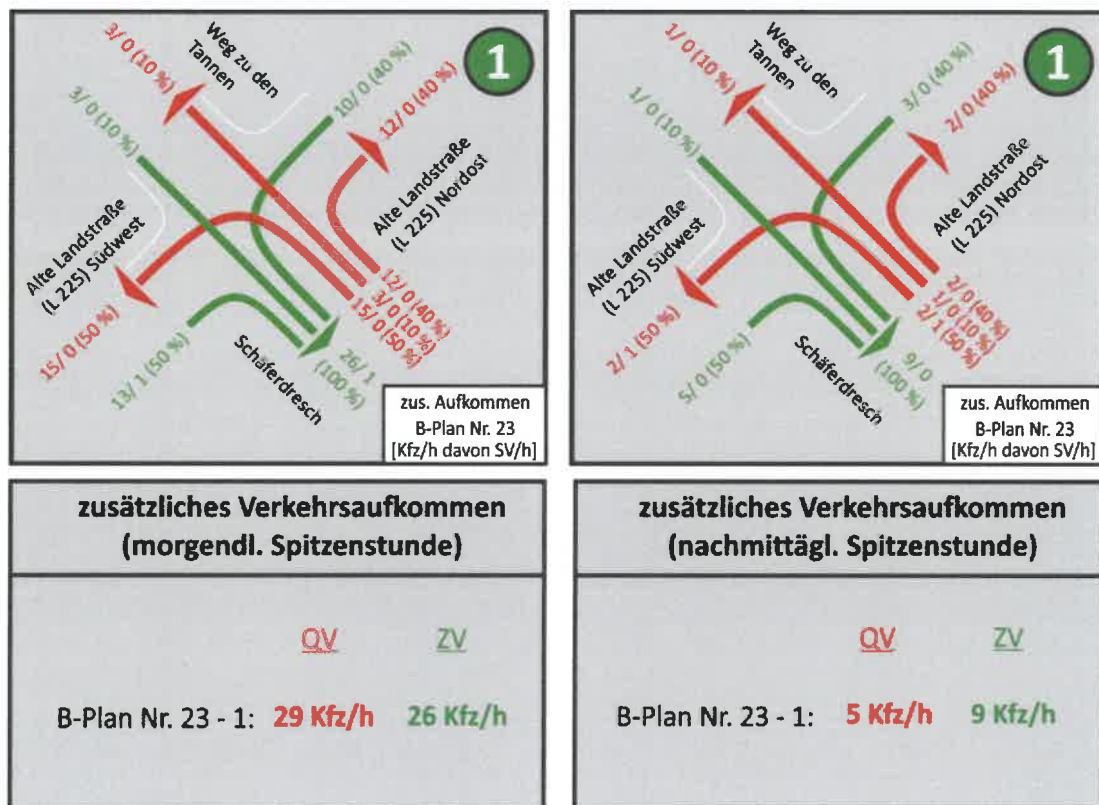 3/ 0 (10 %)
Weg zu den
Tannen
1
3/ 0 (10%)
10/ 0 (40%)
12/ 0 (40%)
Alte Landstraße
(L 225) Südwest
Alte Landstraße
(L 225) Nordost
15/ 0 (50%)
13/ 1 (50%)
Schäferdresch
12/ 0 (40%)
3/ 0 (10%)
15/ 0 (50%)
26/ 1
(100 %)
zus. Aufkommen
B-Plan Nr. 23
[Kfz/h davon SV/h]
1/ 0 (10%)
Weg zu den
Tannen
1
1/ 0 (10%)
3/ 0 (40%)
2/ 0 (40%)
Alte Landstraße
(L 225) Südwest
Alte Landstraße
(L 225) Nordost
2/ 1 (50%)
5/ 0 (50%)
Schäferdresch
2/ 0 (40%)
1/ 0 (10%)
2/ 1 (50%)
9/ 0
(100%)
zus. Aufkommen
B-Plan Nr. 23
[Kfz/h davon SV/h]
zusätzliches Verkehrsaufkommen
(morgendl. Spitzenstunde)
QV ZV
B-Plan Nr. 23 - 1: 29 Kfz/h 26 Kfz/h
zusätzliches Verkehrsaufkommen
(nachmittägl. Spitzenstunde)
QV ZV
B-Plan Nr. 23 - 1: 5 Kfz/h 9 Kfz/h